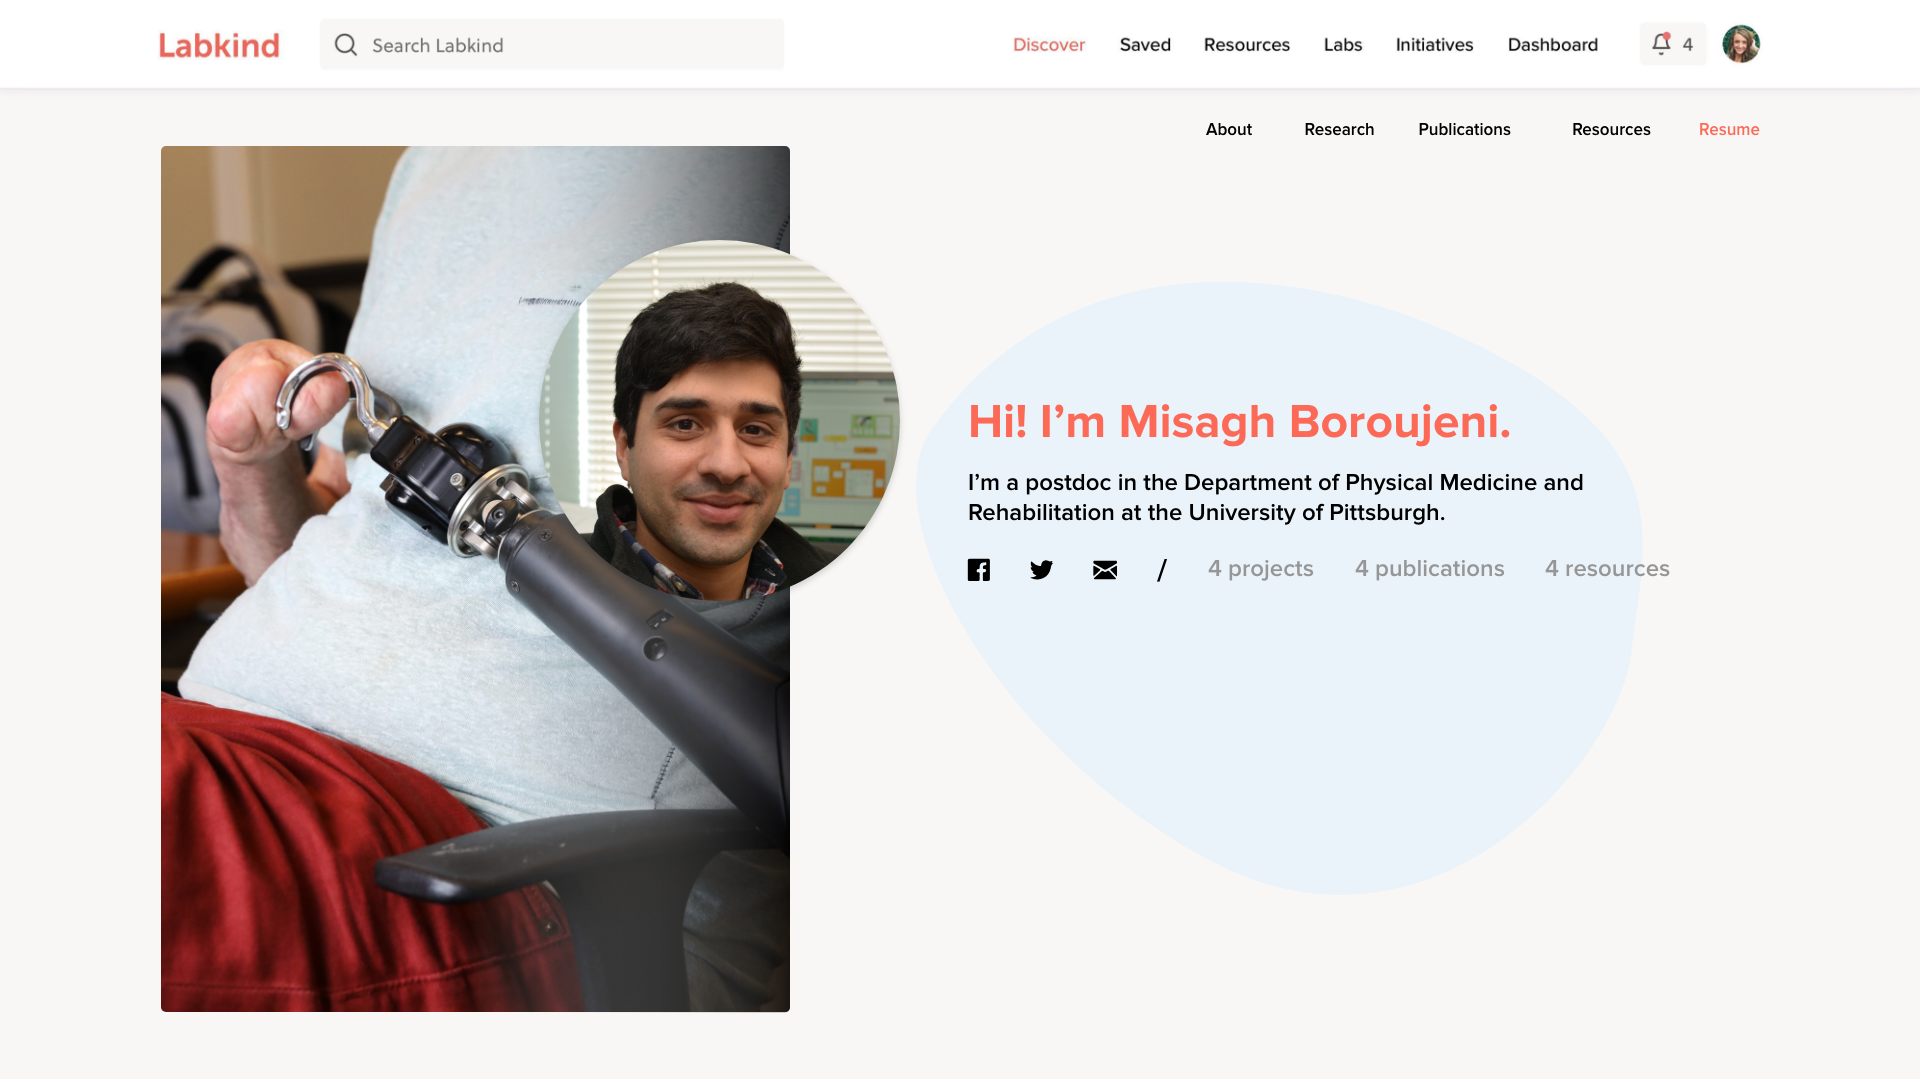 Labkind
Search Labkind
Discover
Saved
Resources
Labs
Initiatives
Dashboard
4
About
Research
Publications
Resources
Resume
Hi! I’m Misagh Boroujeni.
I’m a postdoc in the Department of Physical Medicine and
Rehabilitation at the University of Pittsburgh.
/
4 projects
4 publications
4 resources